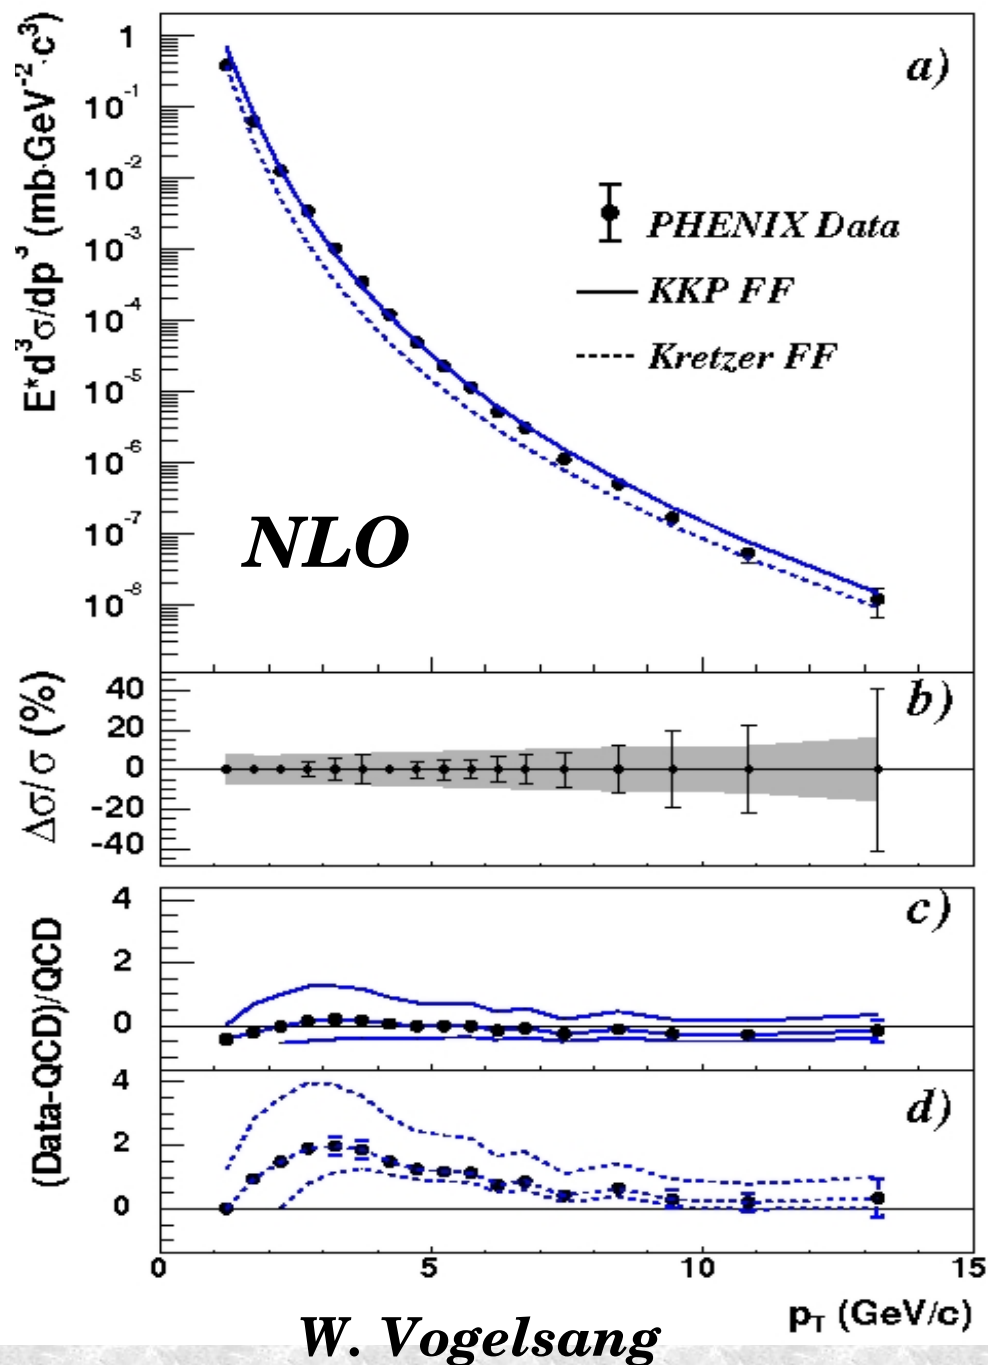 E*d³σ/dp³ (mb·GeV⁻²·c³)
1
10⁻¹
10⁻²
10⁻³
10⁻⁴
10⁻⁵
10⁻⁶
10⁻⁷
10⁻⁸
a)
PHENIX Data
KKP FF
Kretzer FF
NLO
Δσ/σ (%)
40
20
0
-20
-40
b)
(Data-QCD)/QCD
4
2
0
c)
4
2
0
d)
0 5 10 15
p_T (GeV/c)
W. Vogelsang